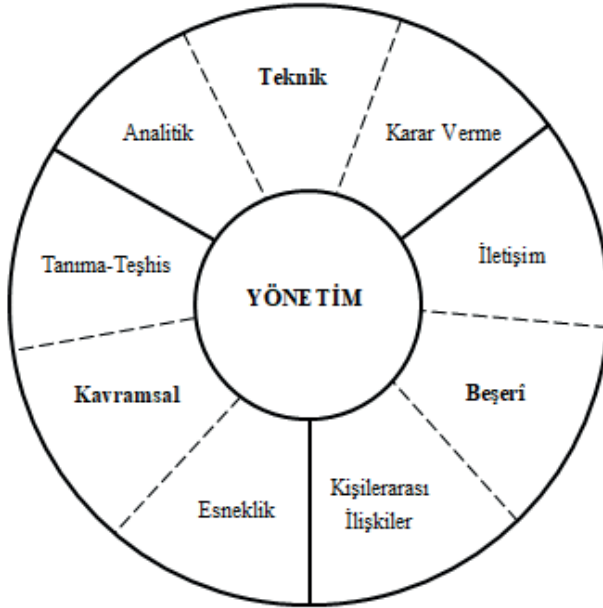 Teknik
Analitik
Karar Verme
Tanıma-Teşhis
İletişim
YÖNETİM
Kavramsal
Beşerî
Esneklik
Kişilerarası
İlişkiler